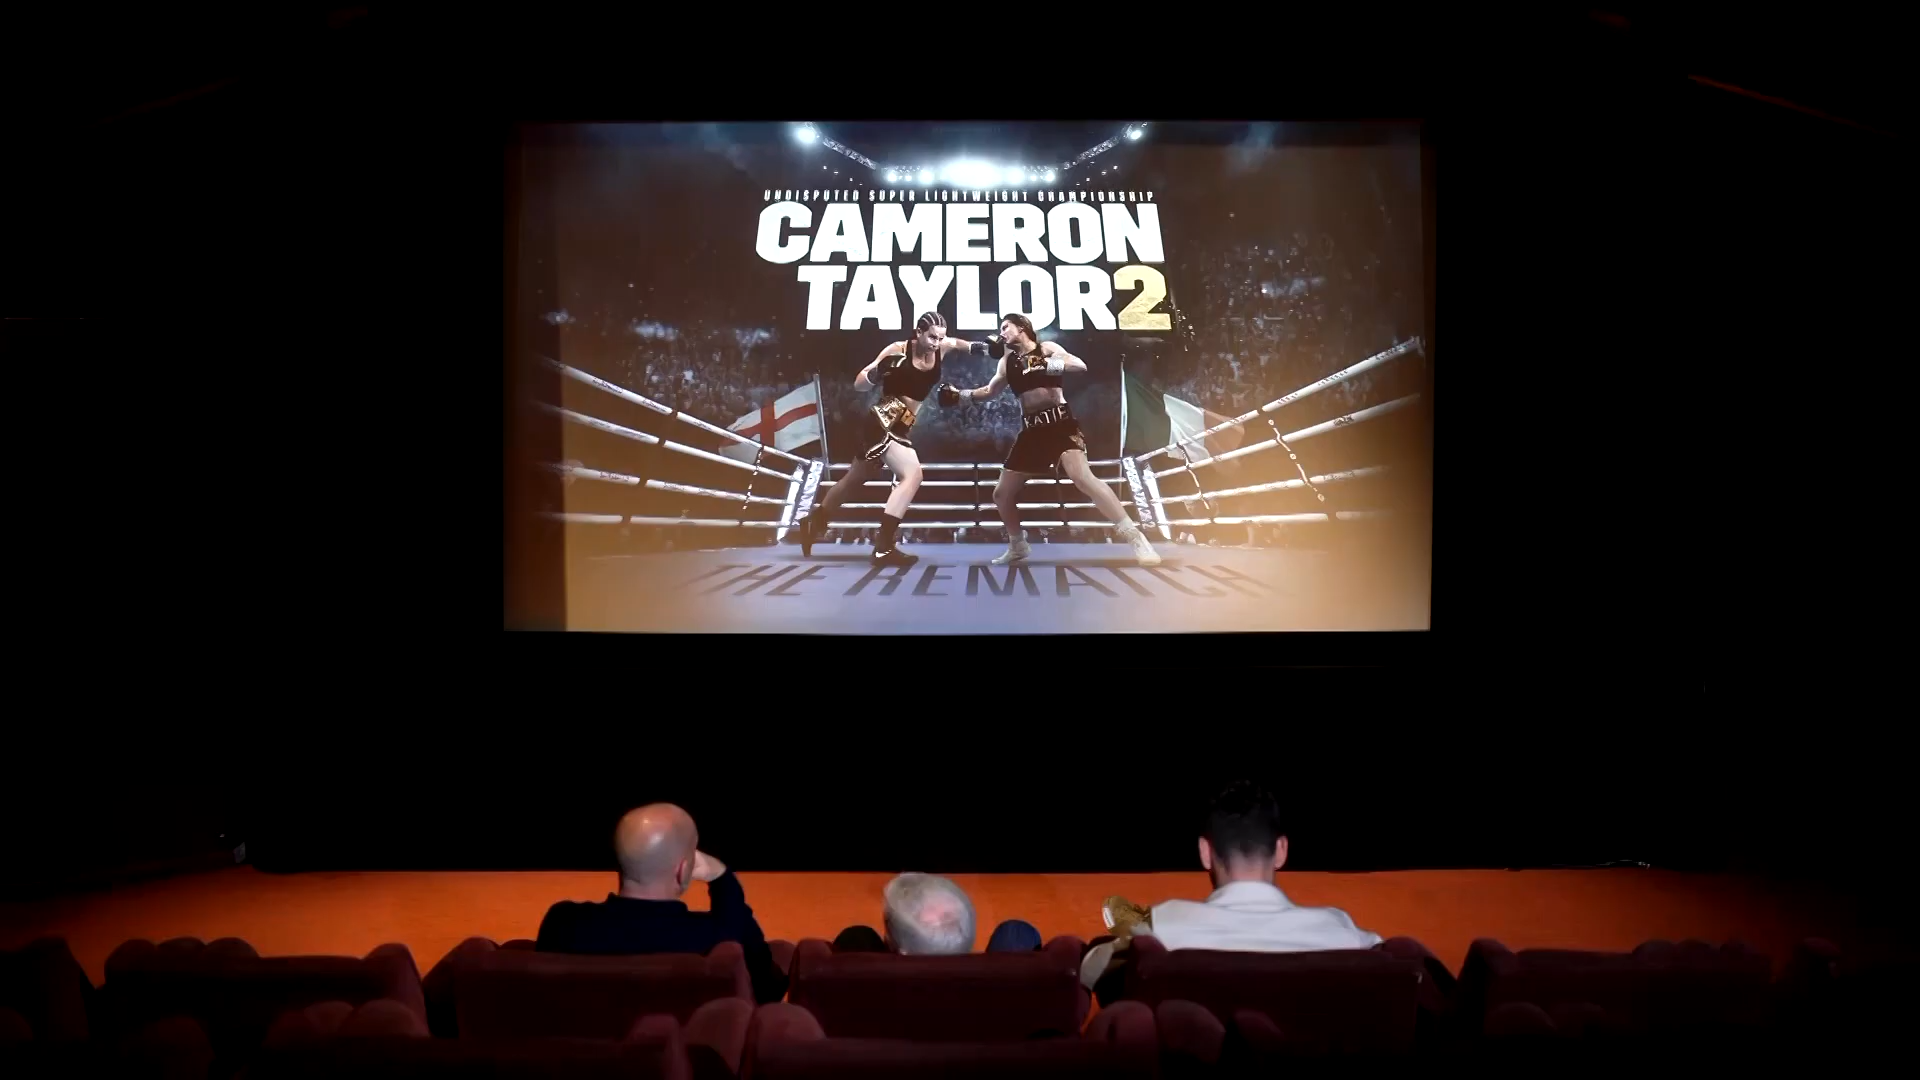 UNDISPUTED SUPER LIGHTWEIGHT CHAMPIONSHIP
CAMERON
TAYLOR2
KATIE
THE REMATCH